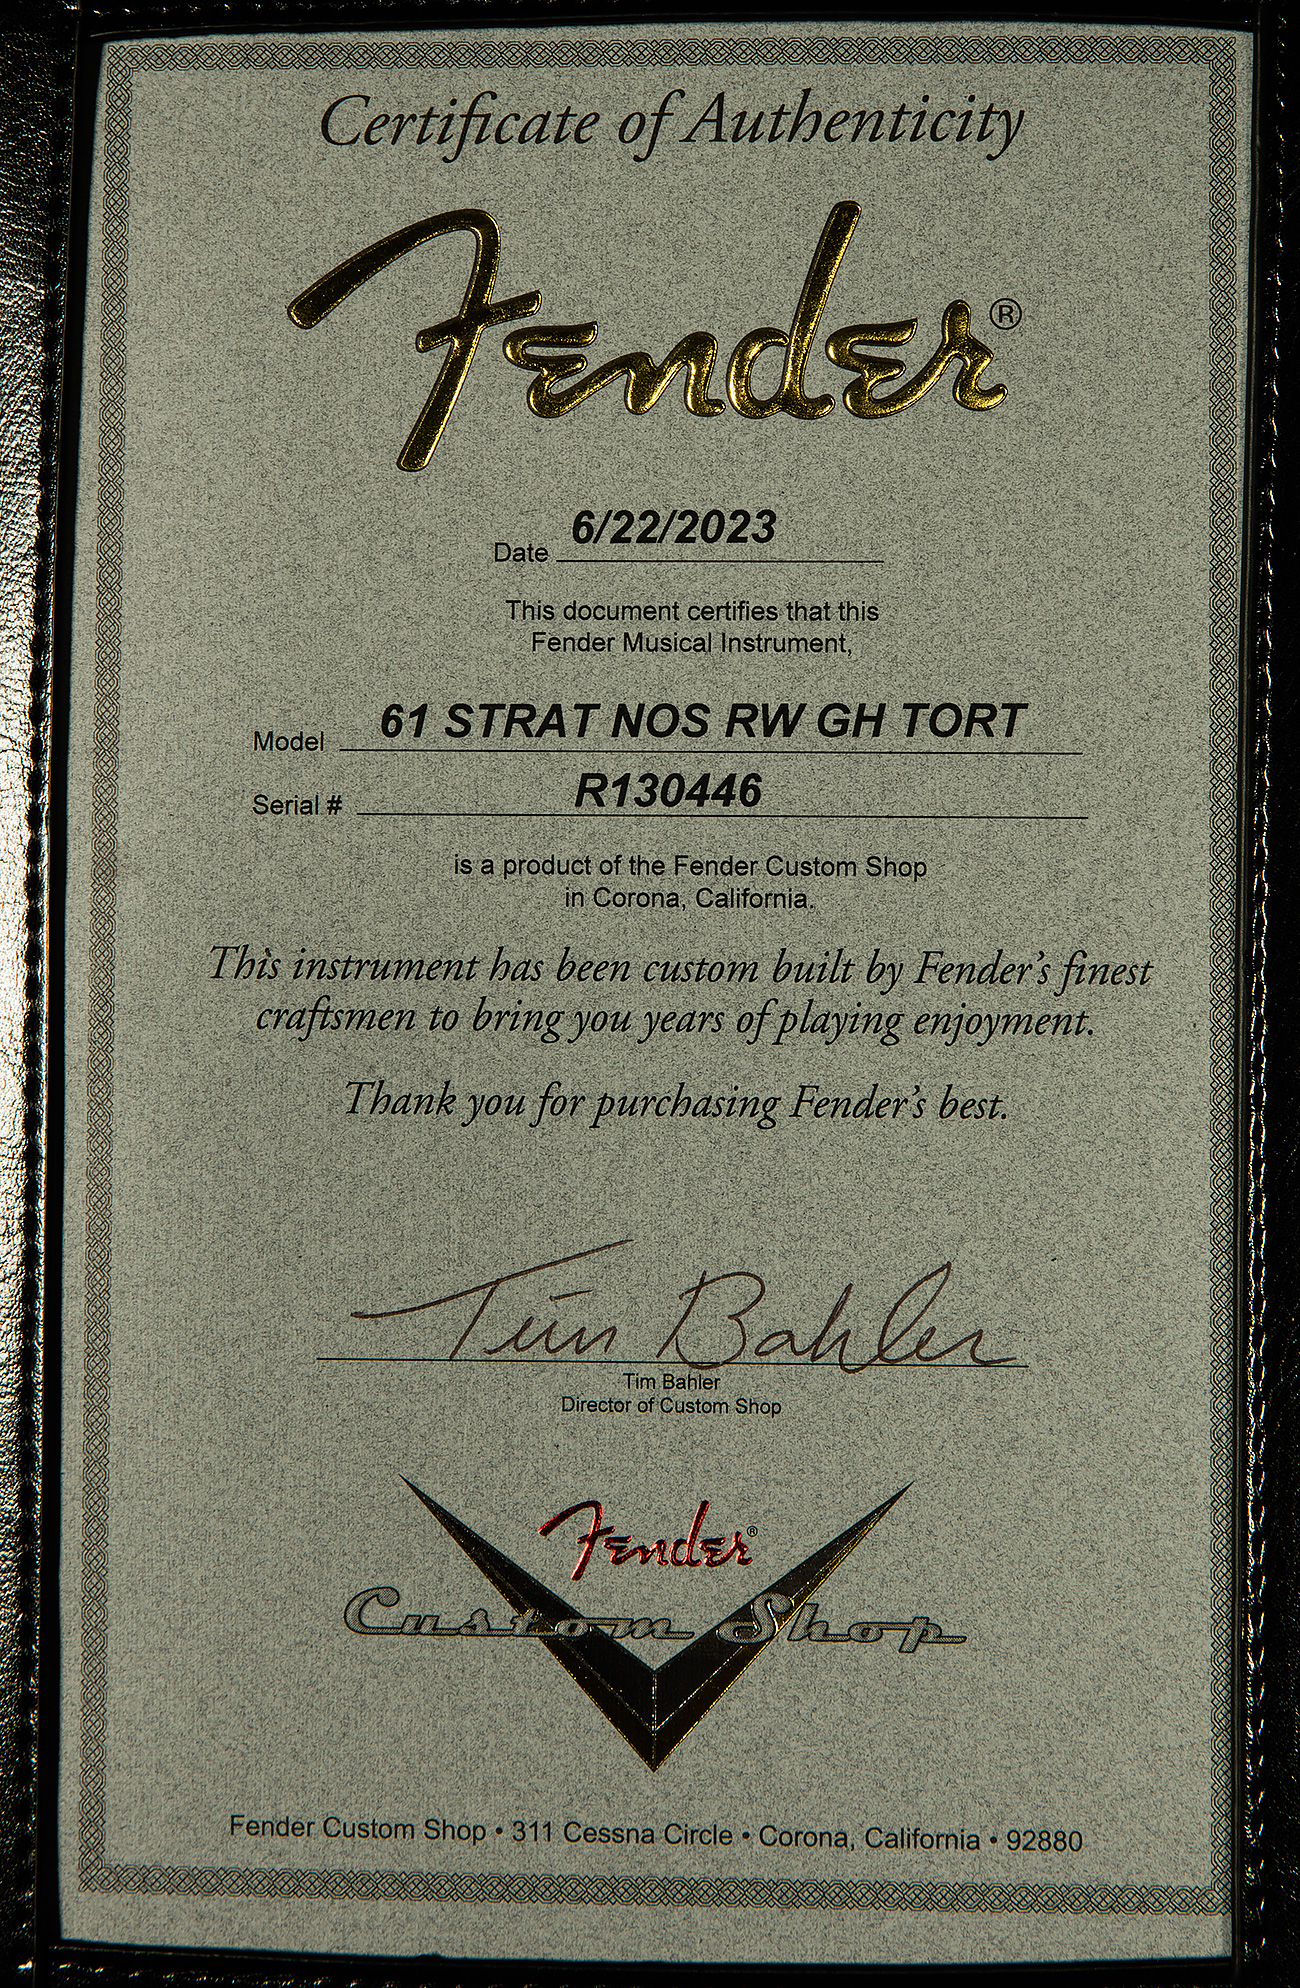 Certificate of Authenticity
Fender®
Date 6/22/2023
This document certifies that this
Fender Musical Instrument,
Model 61 STRAT NOS RW GH TORT
Serial # R130446
is a product of the Fender Custom Shop
in Corona, California.
This instrument has been custom built by Fender's finest
craftsmen to bring you years of playing enjoyment.
Thank you for purchasing Fender's best.
Tim Bahler
Tim Bahler
Director of Custom Shop
Fender®
Custom Shop
Fender Custom Shop • 311 Cessna Circle • Corona, California • 92880